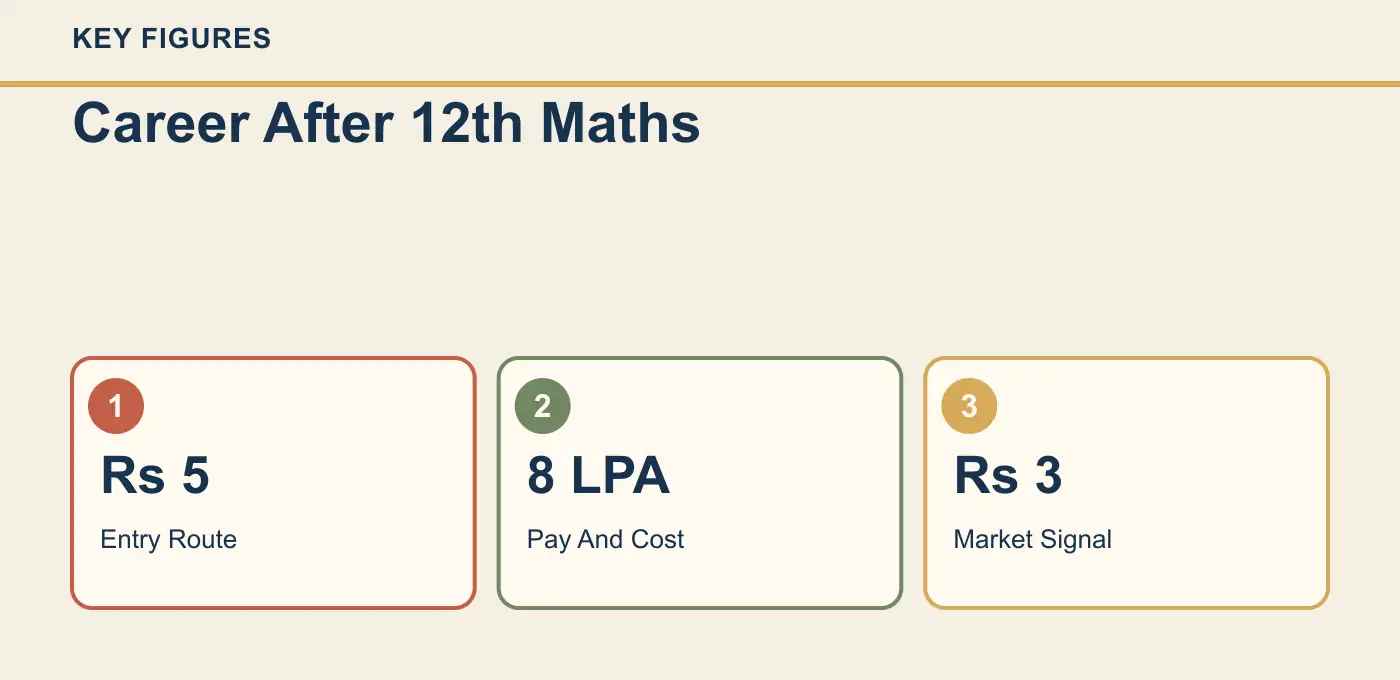 KEY FIGURES
Career After 12th Maths
1
Rs 5
Entry Route
2
8 LPA
Pay And Cost
3
Rs 3
Market Signal